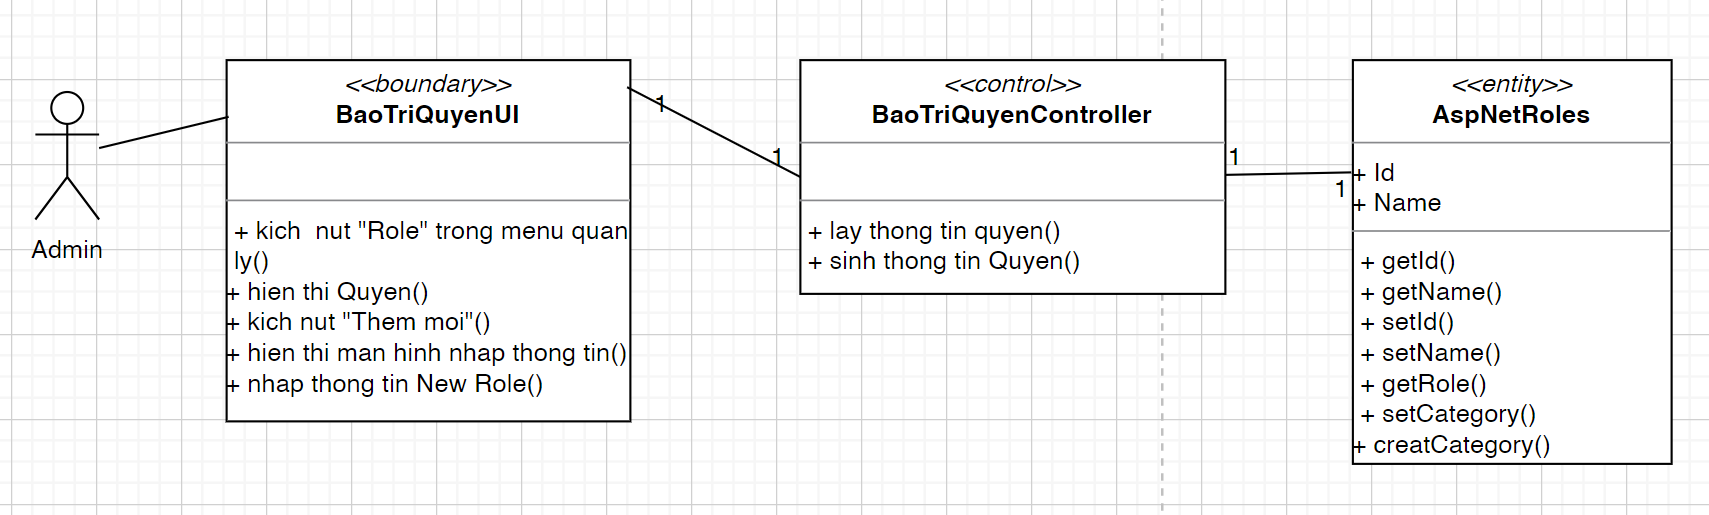 Admin
<<boundary>>
BaoTriQuyenUI
+ kich  nut "Role" trong menu quan
ly()
+ hien thi Quyen()
+ kich nut "Them moi"()
+ hien thi man hinh nhap thong tin()
+ nhap thong tin New Role()
1
1
<<control>>
BaoTriQuyenController
+ lay thong tin quyen()
+ sinh thong tin Quyen()
1
1
<<entity>>
AspNetRoles
+ Id
+ Name
+ getId()
+ getName()
+ setId()
+ setName()
+ getRole()
+ setCategory()
+ creatCategory()